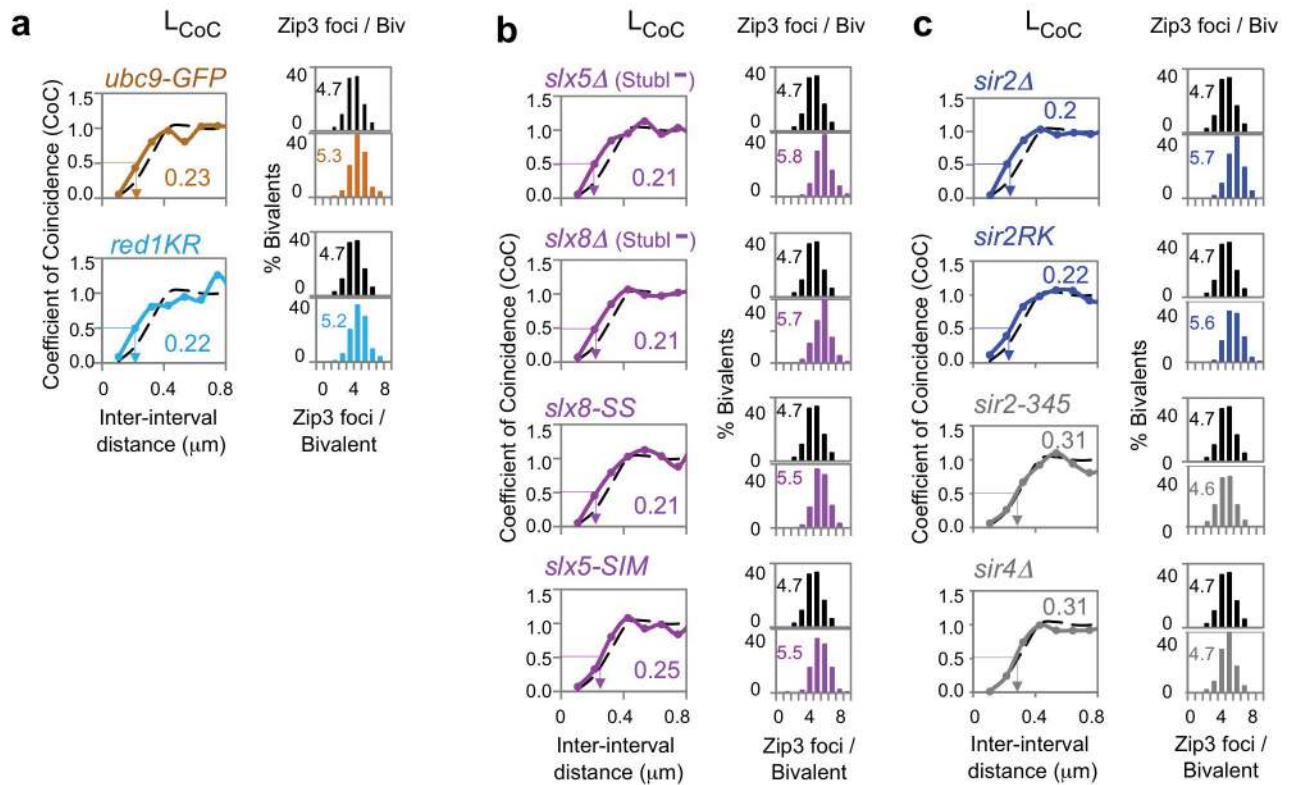 a
L_CoC
Zip3 foci / Biv
ubc9-GFP
Coefficient of Coincidence (CoC)
1.5
1.0
0.5
0.0
0.23
% Bivalents
40
0
4.7
40
0
5.3
red1KR
1.5
1.0
0.5
0.0
0.22
0
0.4
0.8
Inter-interval
distance (μm)
40
0
4.7
40
0
5.2
0 4 8
Zip3 foci /
Bivalent
b
L_CoC
Zip3 foci / Biv
slx5Δ (Stubl ⁻)
Coefficient of Coincidence (CoC)
1.5
1.0
0.5
0.0
0.21
% Bivalents
40
0
4.7
40
0
5.8
slx8Δ (Stubl ⁻)
1.5
1.0
0.5
0.0
0.21
40
0
4.7
40
0
5.7
slx8-SS
1.5
1.0
0.5
0.0
0.21
40
0
4.7
40
0
5.5
slx5-SIM
1.5
1.0
0.5
0.0
0.25
0
0.4
0.8
Inter-interval
distance (μm)
40
0
4.7
40
0
5.5
0 4 8
Zip3 foci /
Bivalent
c
L_CoC
Zip3 foci / Biv
sir2Δ
Coefficient of Coincidence (CoC)
1.5
1.0
0.5
0.0
0.2
% Bivalents
40
0
4.7
40
0
5.7
sir2RK
1.5
1.0
0.5
0.0
0.22
40
0
4.7
40
0
5.6
sir2-345
1.5
1.0
0.5
0.0
0.31
40
0
4.7
40
0
4.6
sir4Δ
1.5
1.0
0.5
0.0
0.31
0
0.4
0.8
Inter-interval
distance (μm)
40
0
4.7
40
0
4.7
0 4 8
Zip3 foci /
Bivalent